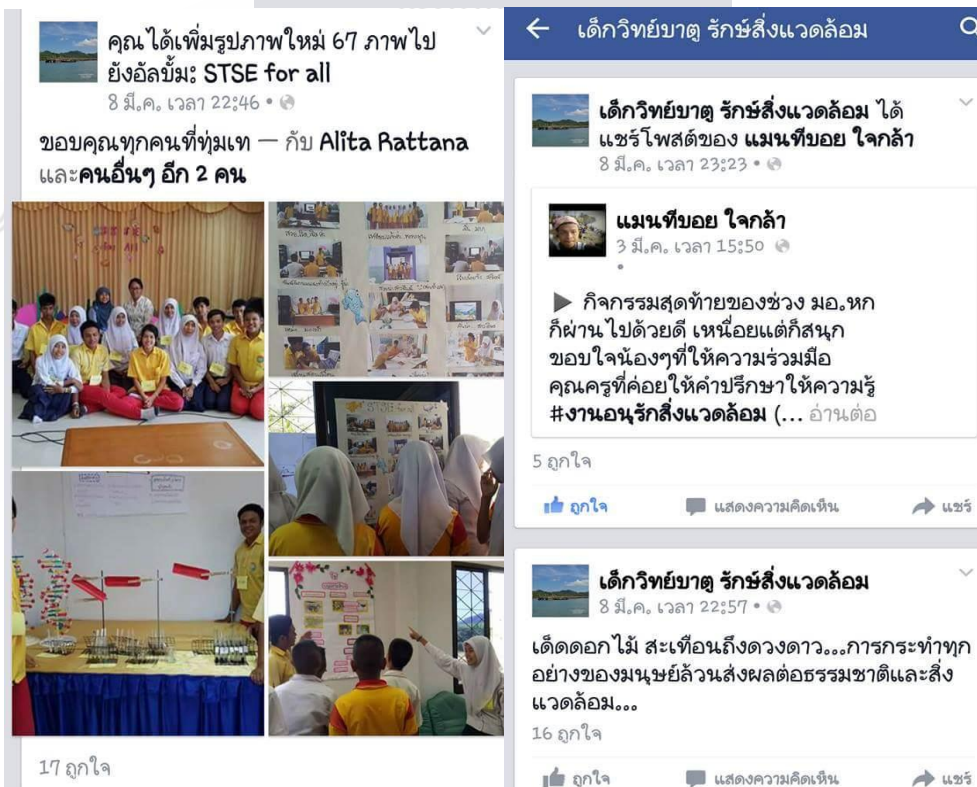 คุณได้เพิ่มรูปภาพใหม่ 67 ภาพไป
ยังอัลบั้ม: STSE for all
8 มี.ค. เวลา 22:46 •
ขอบคุณทุกคนที่ทุ่มเท — กับ Alita Rattana
และคนอื่นๆ อีก 2 คน
17 ถูกใจ
เด็กวิทย์บาตู รักษ์สิ่งแวดล้อม
เด็กวิทย์บาตู รักษ์สิ่งแวดล้อม ได้
แชร์โพสต์ของ แมนทีบอย ใจกล้า
8 มี.ค. เวลา 23:23 •
แมนทีบอย ใจกล้า
3 มี.ค. เวลา 15:50
•
▶ กิจกรรมสุดท้ายของช่วง มอ.หก
ก็ผ่านไปด้วยดี เหนื่อยแต่ก็สนุก
ขอบใจน้องๆที่ให้ความร่วมมือ
คุณครูที่ค่อยให้คำปรึกษาให้ความรู้
#งานอนุรักสิ่งแวดล้อม (... อ่านต่อ
5 ถูกใจ
ถูกใจ แสดงความคิดเห็น แชร์
เด็กวิทย์บาตู รักษ์สิ่งแวดล้อม
8 มี.ค. เวลา 22:57 •
เด็ดดอกไม้ สะเทือนถึงดวงดาว...การกระทำทุก
อย่างของมนุษย์ล้วนส่งผลต่อธรรมชาติและสิ่ง
แวดล้อม...
16 ถูกใจ
ถูกใจ แสดงความคิดเห็น แชร์